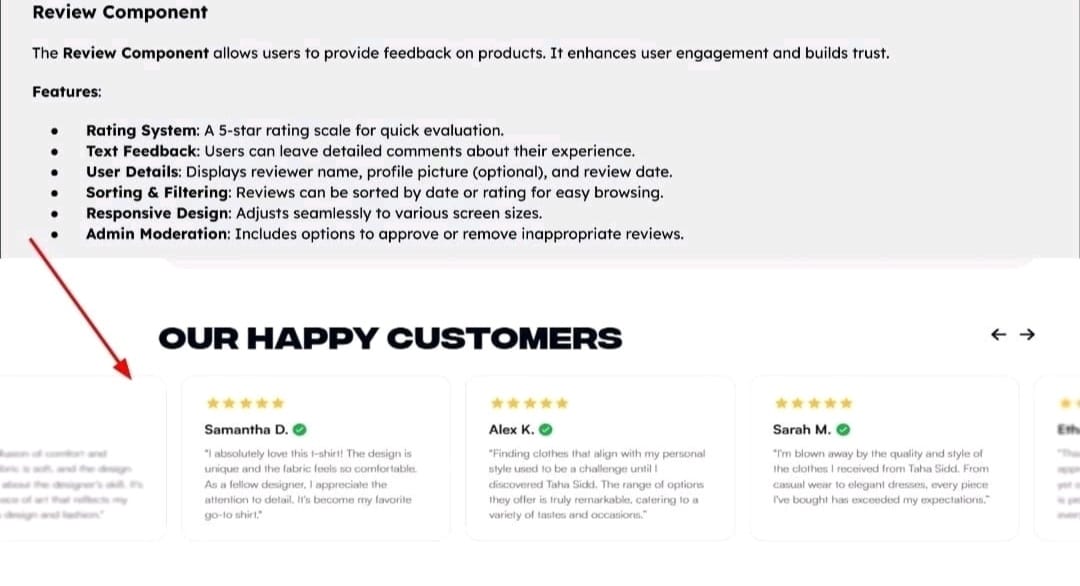 Review Component
The Review Component allows users to provide feedback on products. It enhances user engagement and builds trust.
Features:
Rating System: A 5-star rating scale for quick evaluation.
Text Feedback: Users can leave detailed comments about their experience.
User Details: Displays reviewer name, profile picture (optional), and review date.
Sorting & Filtering: Reviews can be sorted by date or rating for easy browsing.
Responsive Design: Adjusts seamlessly to various screen sizes.
Admin Moderation: Includes options to approve or remove inappropriate reviews.
OUR HAPPY CUSTOMERS
Samantha D.
"I absolutely love this t-shirt! The design is
unique and the fabric feels so comfortable.
As a fellow designer, I appreciate the
attention to detail. It's become my favorite
go-to shirt."
Alex K.
"Finding clothes that align with my personal
style used to be a challenge until I
discovered Taha Sidd. The range of options
they offer is truly remarkable, catering to a
variety of tastes and occasions."
Sarah M.
"I'm blown away by the quality and style of
the clothes I received from Taha Sidd. From
casual wear to elegant dresses, every piece
I've bought has exceeded my expectations."